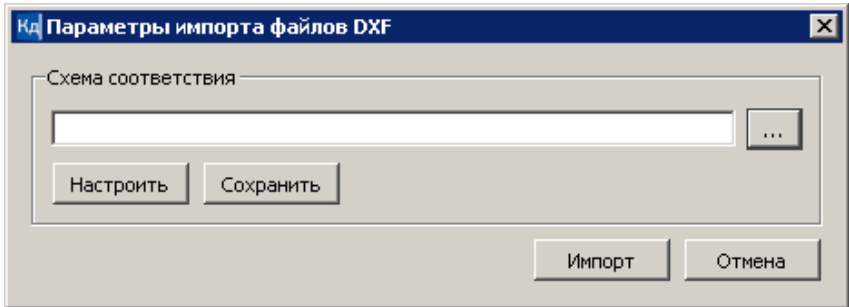 Кд Параметры импорта файлов DXF
Схема соответствия
...
Настроить Сохранить
Импорт Отмена